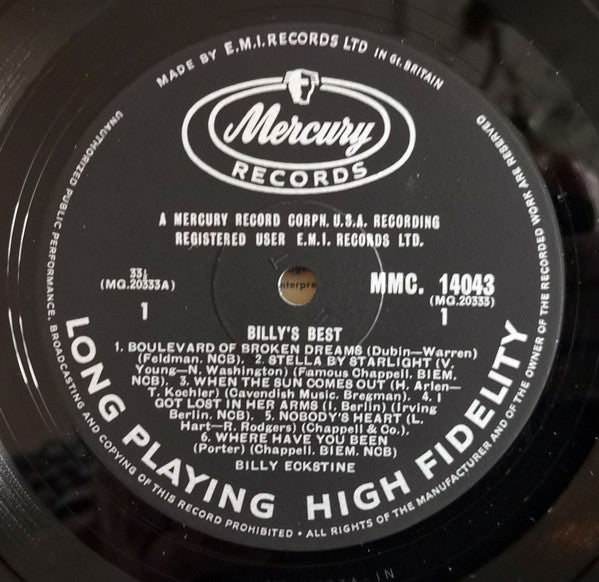 MADE BY E.M.I. RECORDS LTD IN GT. BRITAIN
Mercury
RECORDS
A MERCURY RECORD CORPN. U.S.A. RECORDING
REGISTERED USER E.M.I. RECORDS LTD.
33⅓
(MG.20333A)
1
MMC. 14043
(MG.20333)
1
BILLY'S BEST
1. BOULEVARD OF BROKEN DREAMS (Dubin—Warren)
(Feldman. NCB). 2. STELLA BY STARLIGHT (V.
Young—N. Washington) (Famous Chappell. BIEM.
NCB). 3. WHEN THE SUN COMES OUT (H. Arlen—
T. Koehler) (Cavendish Music. Bregman). 4. I
GOT LOST IN HER ARMS (I. Berlin) (Irving
Berlin. NCB). 5. NOBODY'S HEART (L.
Hart—R. Rodgers) (Chappell & Co.).
6. WHERE HAVE YOU BEEN
(Porter) (Chappell. BIEM. NCB)
BILLY ECKSTINE
LONG PLAYING HIGH FIDELITY
UNAUTHORIZED PUBLIC PERFORMANCE, BROADCASTING AND COPYING OF THIS RECORD PROHIBITED • ALL RIGHTS OF THE MANUFACTURER AND OF THE OWNER OF THE RECORDED WORK ARE RESERVED